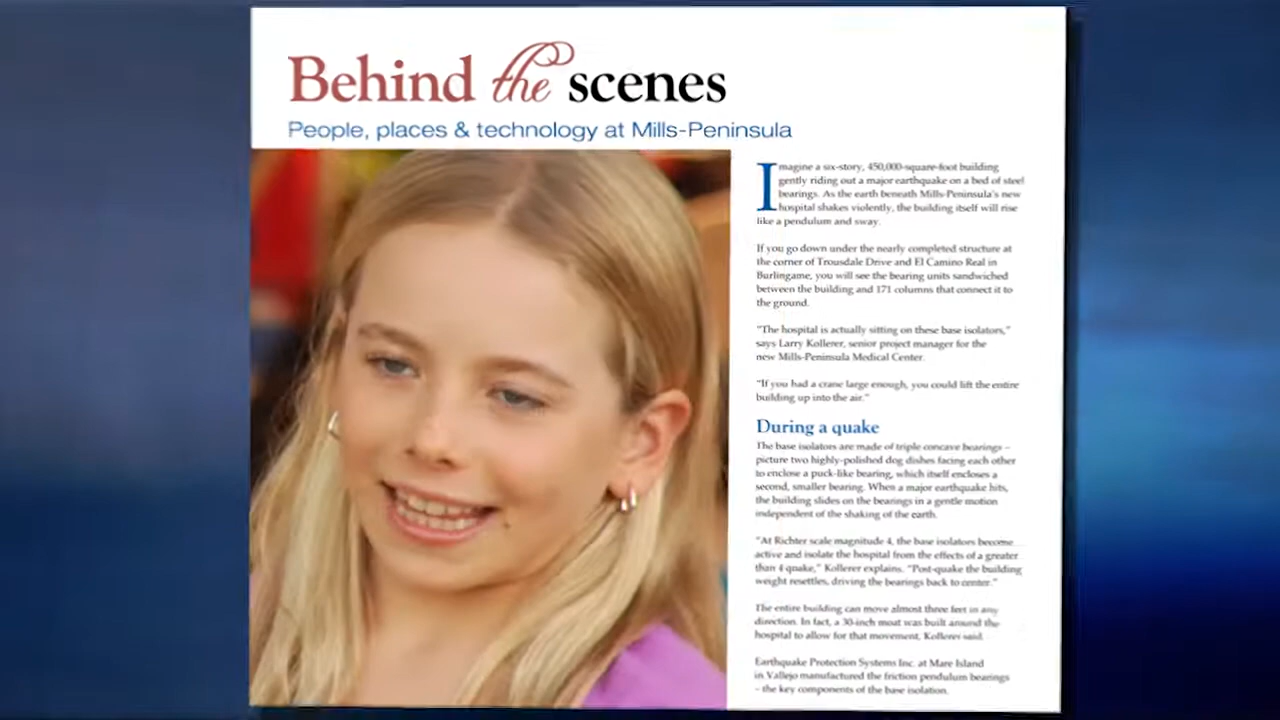 Behind the scenes
People, places & technology at Mills-Peninsula
Imagine a six-story, 450,000-square-foot building
gently riding out a major earthquake on a bed of steel
bearings. As the earth beneath Mills-Peninsula's new
hospital shakes violently, the building itself will rise
like a pendulum and sway.
If you go down under the nearly completed structure at
the corner of Trousdale Drive and El Camino Real in
Burlingame, you will see the bearing units sandwiched
between the building and 171 columns that connect it to
the ground.
"The hospital is actually sitting on these base isolators,"
says Larry Kollerer, senior project manager for the
new Mills-Peninsula Medical Center.
"If you had a crane large enough, you could lift the entire
building up into the air."
During a quake
The base isolators are made of triple concave bearings –
picture two highly-polished dog dishes facing each other
to enclose a puck-like bearing, which itself encloses a
second, smaller bearing. When a major earthquake hits,
the building slides on the bearings in a gentle motion
independent of the shaking of the earth.
"At Richter scale magnitude 4, the base isolators become
active and isolate the hospital from the effects of a greater
than 4 quake," Kollerer explains. "Post-quake the building
weight resettles, driving the bearings back to center."
The entire building can move almost three feet in any
direction. In fact, a 30-inch moat was built around the
hospital to allow for that movement, Kollerer said.
Earthquake Protection Systems Inc. at Mare Island
in Vallejo manufactured the friction pendulum bearings
– the key components of the base isolation.